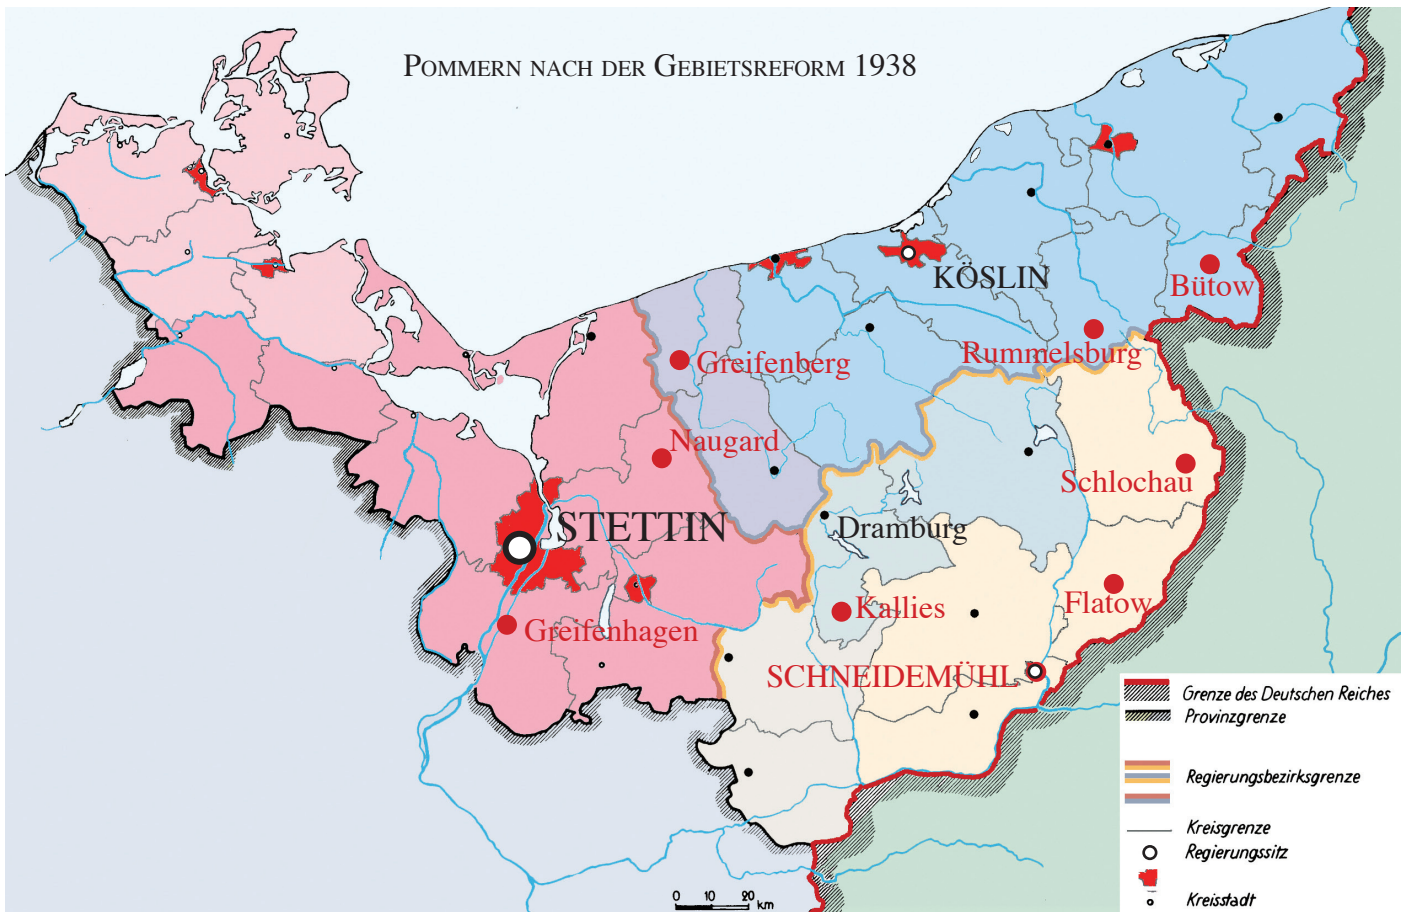 POMMERN NACH DER GEBIETSREFORM 1938
KÖSLIN
Bütow
Rummelsburg
Greifenberg
Naugard
Schlochau
STETTIN
Dramburg
Flatow
Kallies
Greifenhagen
SCHNEIDEMÜHL
Grenze des Deutschen Reiches
Provinzgrenze
Regierungsbezirksgrenze
Kreisgrenze
Regierungssitz
Kreisstadt
0 10 20
km